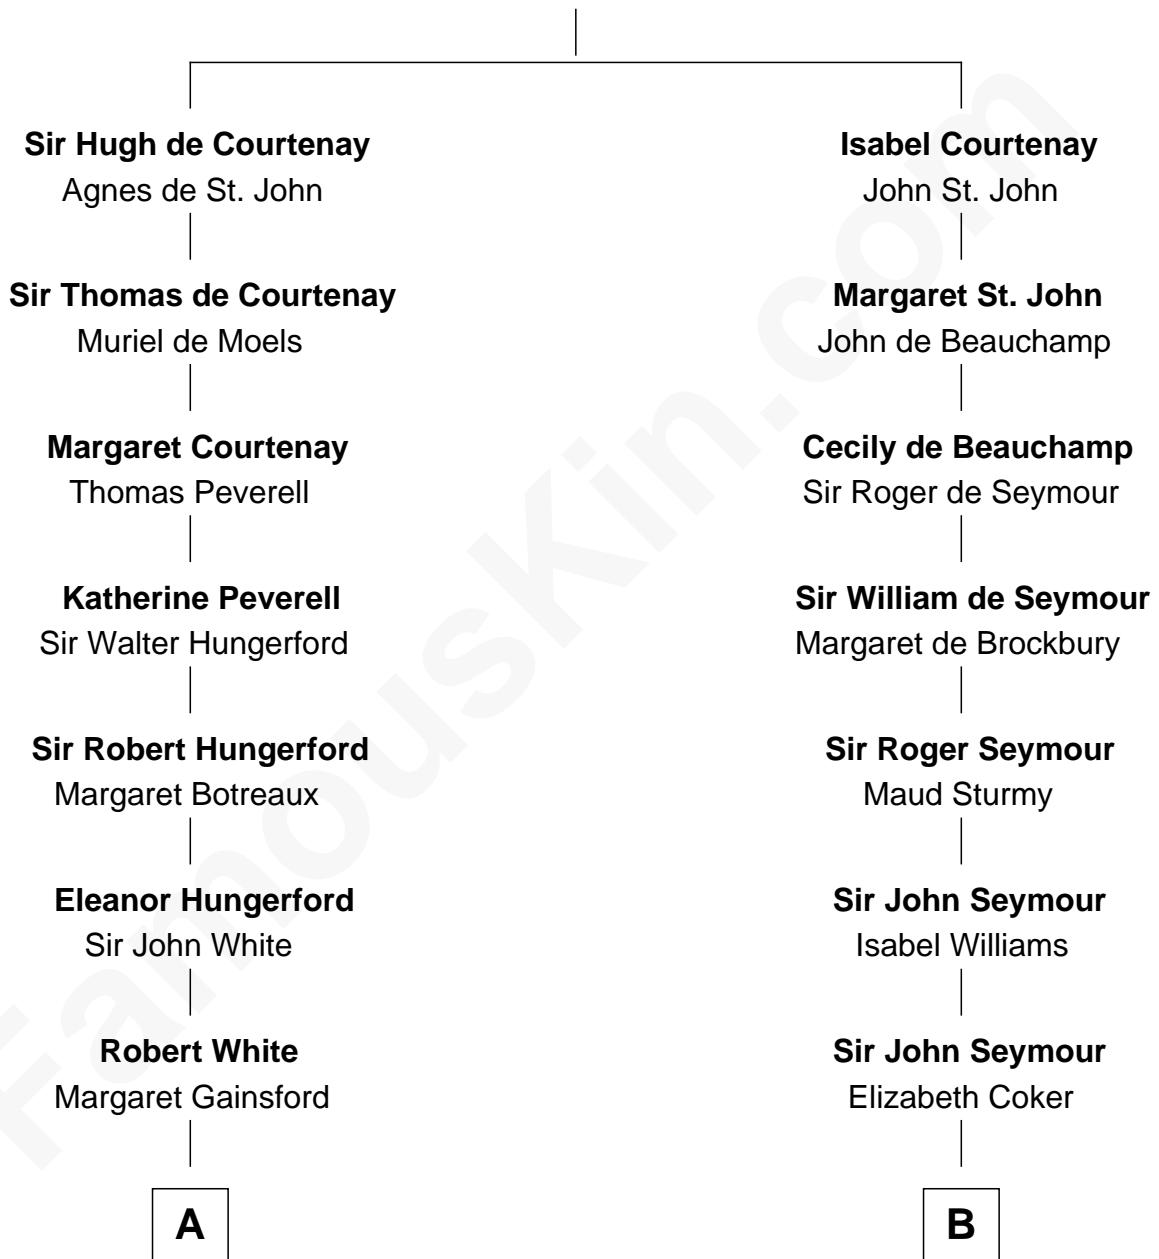 Sir Hugh de Courtenay
Agnes de St. John
Sir Thomas de Courtenay
Muriel de Moels
Margaret Courtenay
Thomas Peverell
Katherine Peverell
Sir Walter Hungerford
Sir Robert Hungerford
Margaret Botreaux
Eleanor Hungerford
Sir John White
Robert White
Margaret Gainsford
A
Isabel Courtenay
John St. John
Margaret St. John
John de Beauchamp
Cecily de Beauchamp
Sir Roger de Seymour
Sir William de Seymour
Margaret de Brockbury
Sir Roger Seymour
Maud Sturmy
Sir John Seymour
Isabel Williams
Sir John Seymour
Elizabeth Coker
B
FamousKin.com